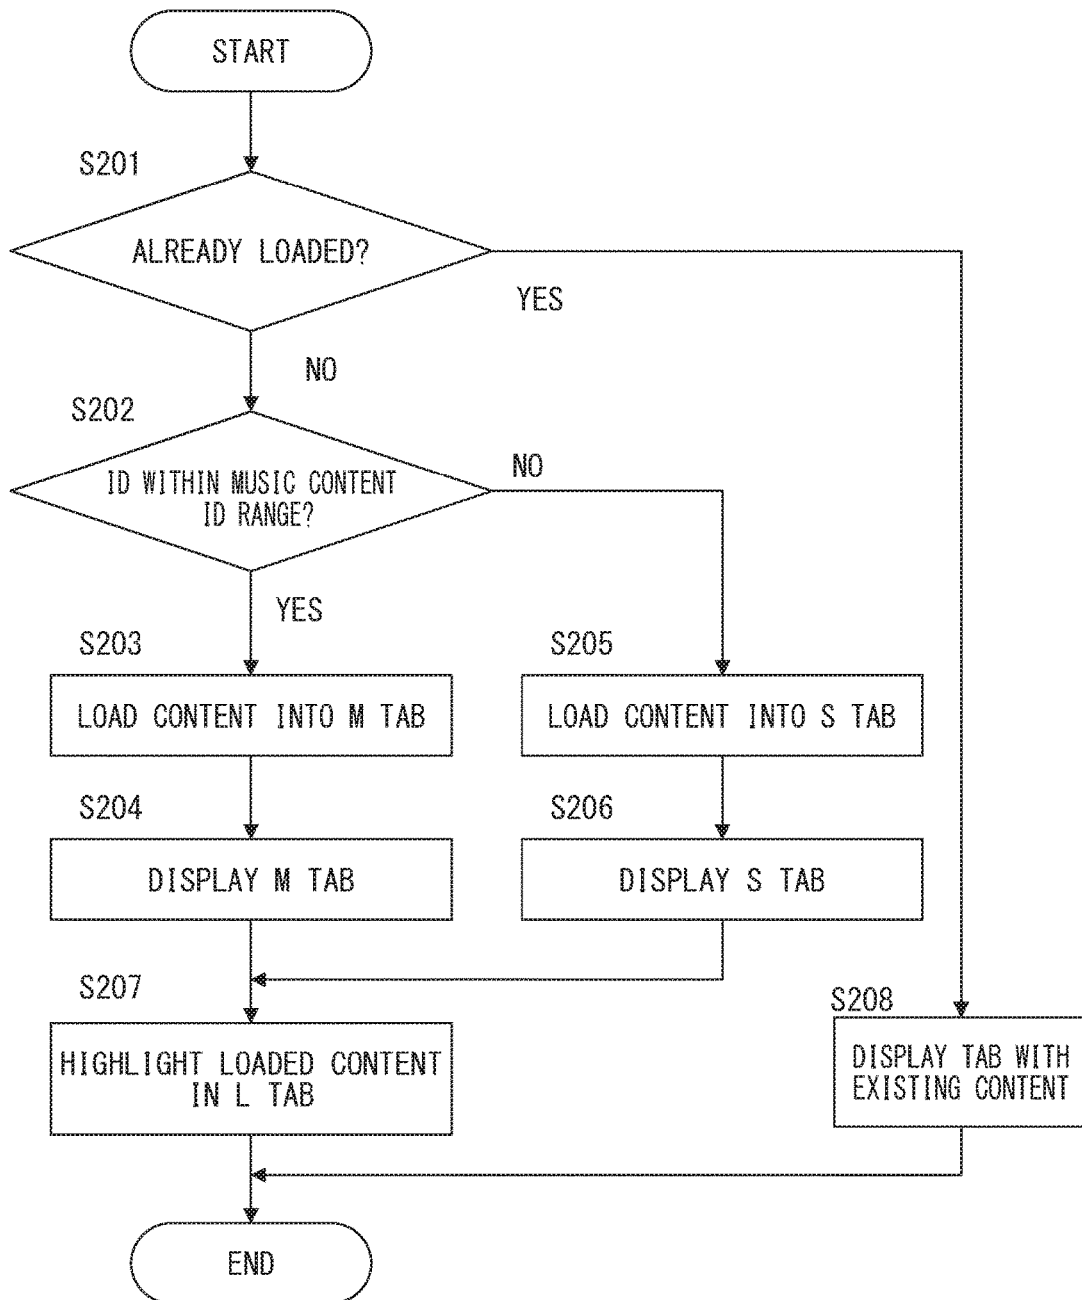 START
S201
ALREADY LOADED?
YES
NO
S202
ID WITHIN MUSIC CONTENT
ID RANGE?
NO
YES
S203
LOAD CONTENT INTO M TAB
S205
LOAD CONTENT INTO S TAB
S204
DISPLAY M TAB
S206
DISPLAY S TAB
S207
HIGHLIGHT LOADED CONTENT
IN L TAB
S208
DISPLAY TAB WITH
EXISTING CONTENT
END